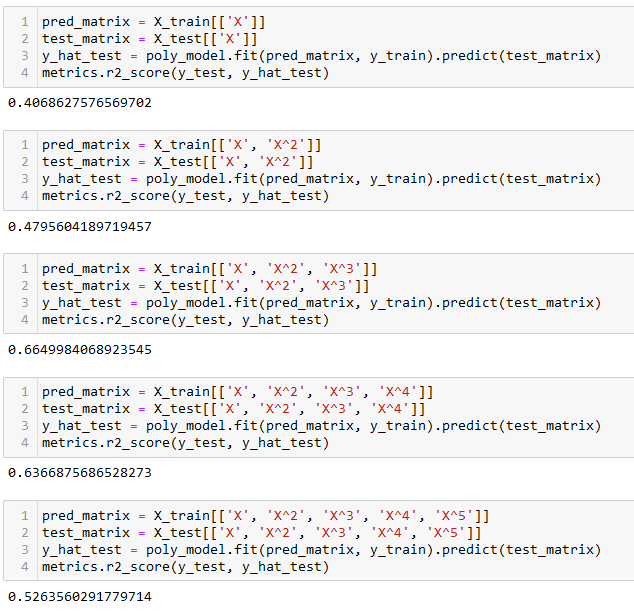 1 pred_matrix = X_train[['X']]
2 test_matrix = X_test[['X']]
3 y_hat_test = poly_model.fit(pred_matrix, y_train).predict(test_matrix)
4 metrics.r2_score(y_test, y_hat_test)
0.4068627576569702
1 pred_matrix = X_train[['X', 'X^2']]
2 test_matrix = X_test[['X', 'X^2']]
3 y_hat_test = poly_model.fit(pred_matrix, y_train).predict(test_matrix)
4 metrics.r2_score(y_test, y_hat_test)
0.4795604189719457
1 pred_matrix = X_train[['X', 'X^2', 'X^3']]
2 test_matrix = X_test[['X', 'X^2', 'X^3']]
3 y_hat_test = poly_model.fit(pred_matrix, y_train).predict(test_matrix)
4 metrics.r2_score(y_test, y_hat_test)
0.6649984068923545
1 pred_matrix = X_train[['X', 'X^2', 'X^3', 'X^4']]
2 test_matrix = X_test[['X', 'X^2', 'X^3', 'X^4']]
3 y_hat_test = poly_model.fit(pred_matrix, y_train).predict(test_matrix)
4 metrics.r2_score(y_test, y_hat_test)
0.6366875686528273
1 pred_matrix = X_train[['X', 'X^2', 'X^3', 'X^4', 'X^5']]
2 test_matrix = X_test[['X', 'X^2', 'X^3', 'X^4', 'X^5']]
3 y_hat_test = poly_model.fit(pred_matrix, y_train).predict(test_matrix)
4 metrics.r2_score(y_test, y_hat_test)
0.5263560291779714